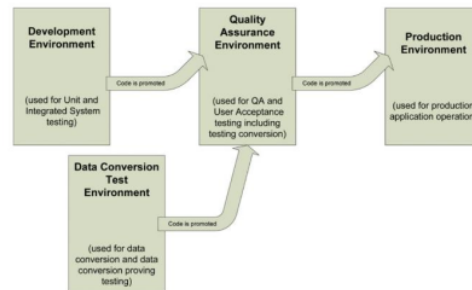 Development
Environment
(used for Unit and
Integrated System
testing)
Code is promoted
Quality
Assurance
Environment
(used for QA and
User Acceptance
testing including
testing conversion)
Code is promoted
Production
Environment
(used for production
application operation
Data Conversion
Test
Environment
(used for data
conversion and data
conversion proving
testing)
Code is promoted